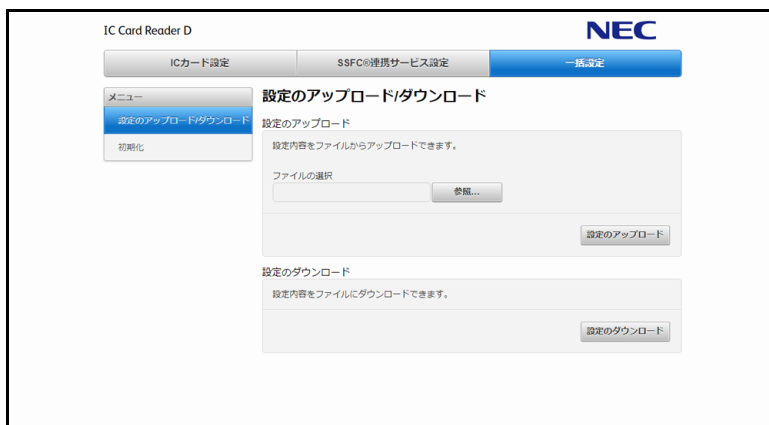 IC Card Reader D
NEC
ICカード設定
SSFC®連携サービス設定
一括設定
メニュー
設定のアップロード/ダウンロード
初期化
設定のアップロード/ダウンロード
設定のアップロード
設定内容をファイルからアップロードできます。
ファイルの選択
参照...
設定のアップロード
設定のダウンロード
設定内容をファイルにダウンロードできます。
設定のダウンロード